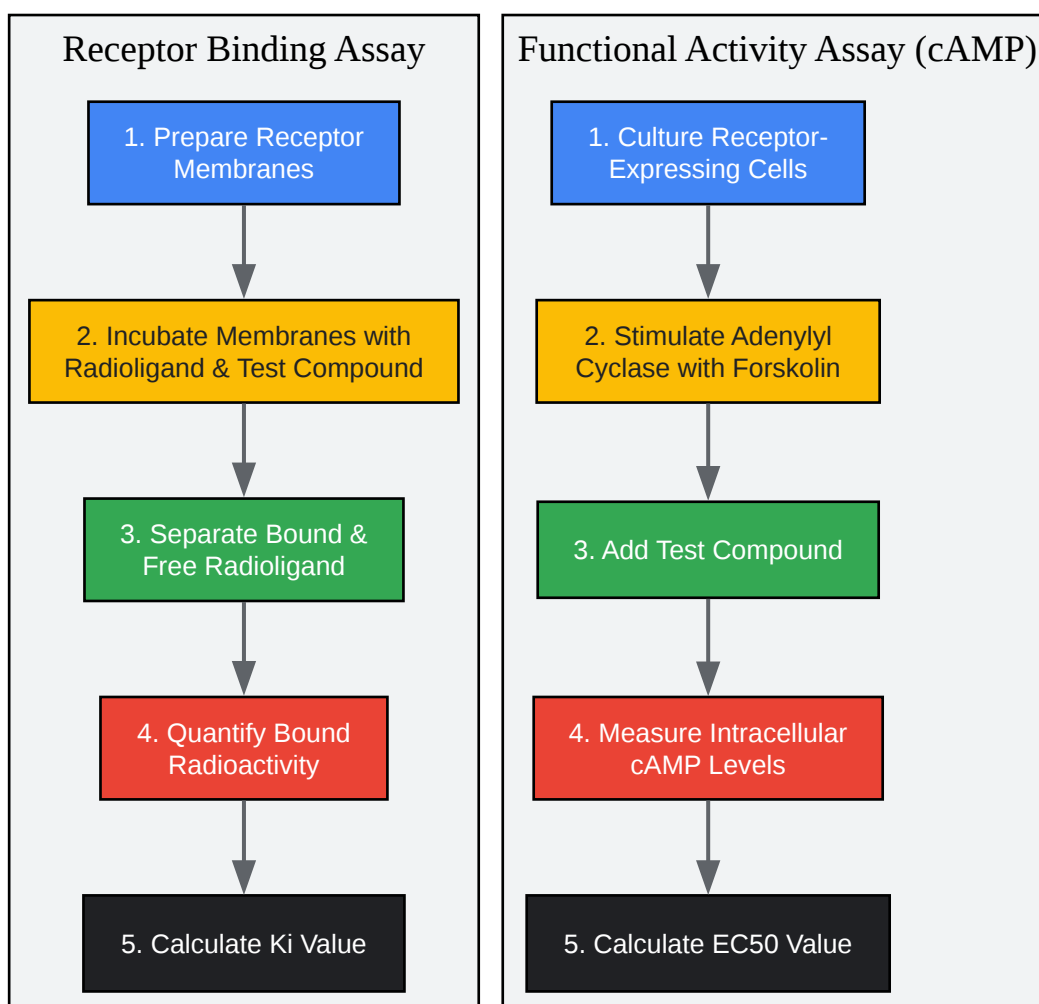 Receptor Binding Assay
1. Prepare Receptor
Membranes
2. Incubate Membranes with
Radioligand & Test Compound
3. Separate Bound &
Free Radioligand
4. Quantify Bound
Radioactivity
5. Calculate Ki Value
Functional Activity Assay (cAMP)
1. Culture Receptor-
Expressing Cells
2. Stimulate Adenylyl
Cyclase with Forskolin
3. Add Test Compound
4. Measure Intracellular
cAMP Levels
5. Calculate EC50 Value